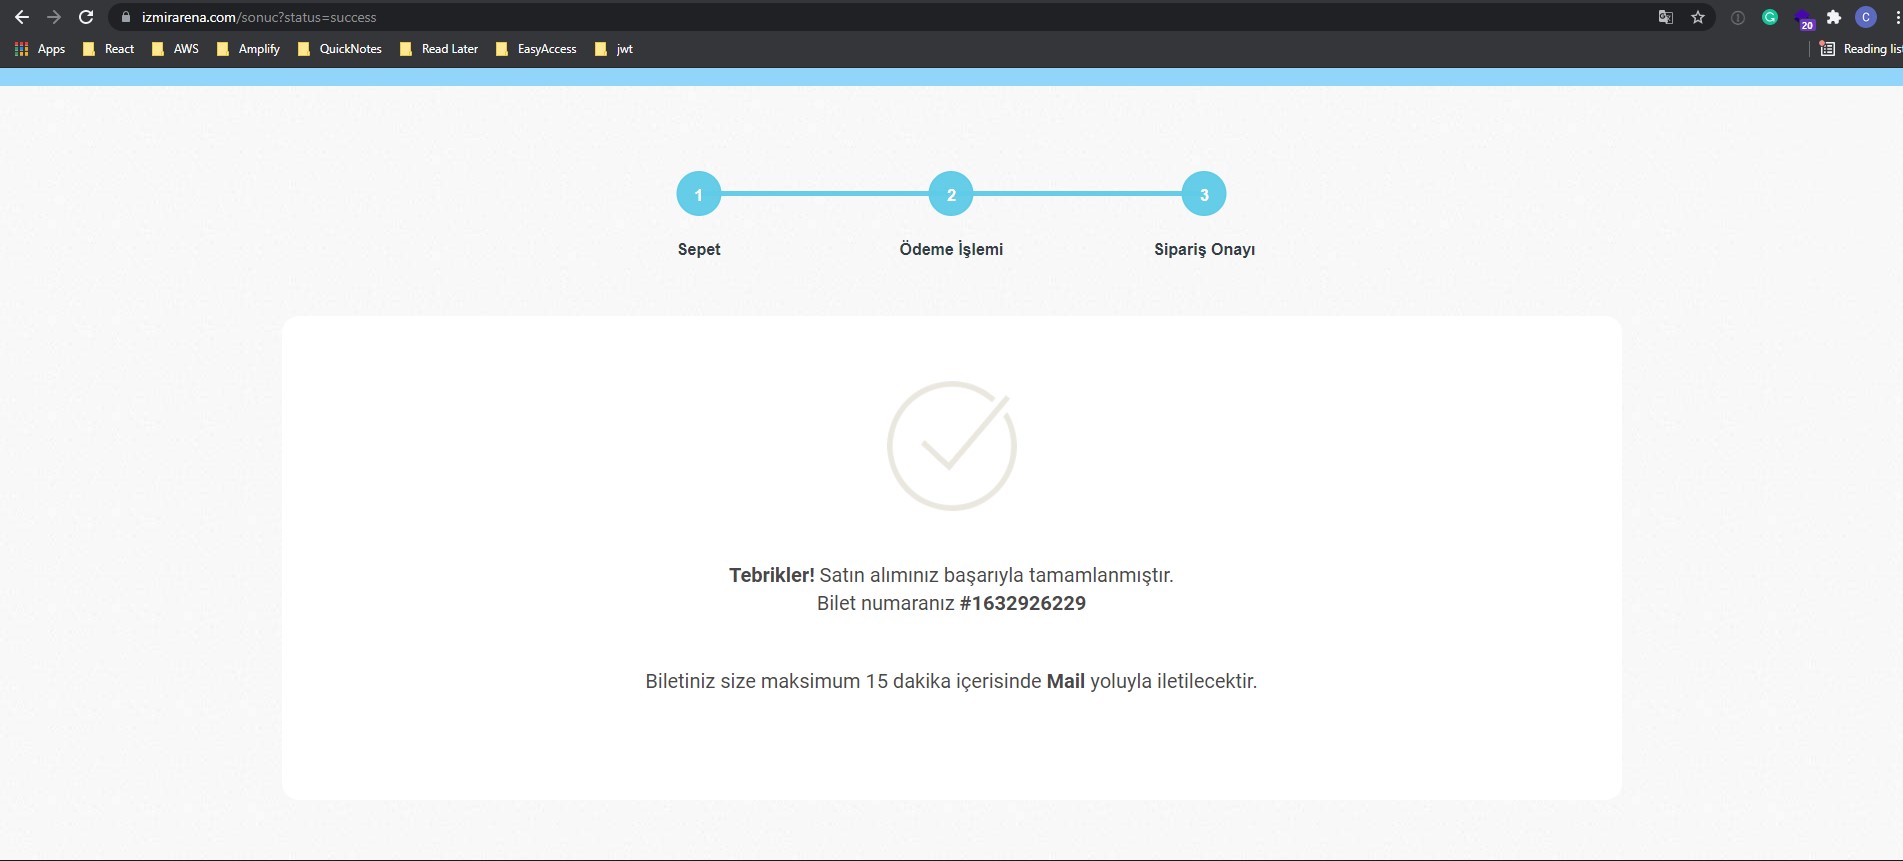 izmirarena.com/sonuc?status=success
20
C
Apps React AWS Amplify QuickNotes Read Later EasyAccess jwt
Reading list
1 2 3
Sepet Ödeme İşlemi Sipariş Onayı
Tebrikler! Satın alımınız başarıyla tamamlanmıştır.
Bilet numaranız #1632926229
Biletiniz size maksimum 15 dakika içerisinde Mail yoluyla iletilecektir.